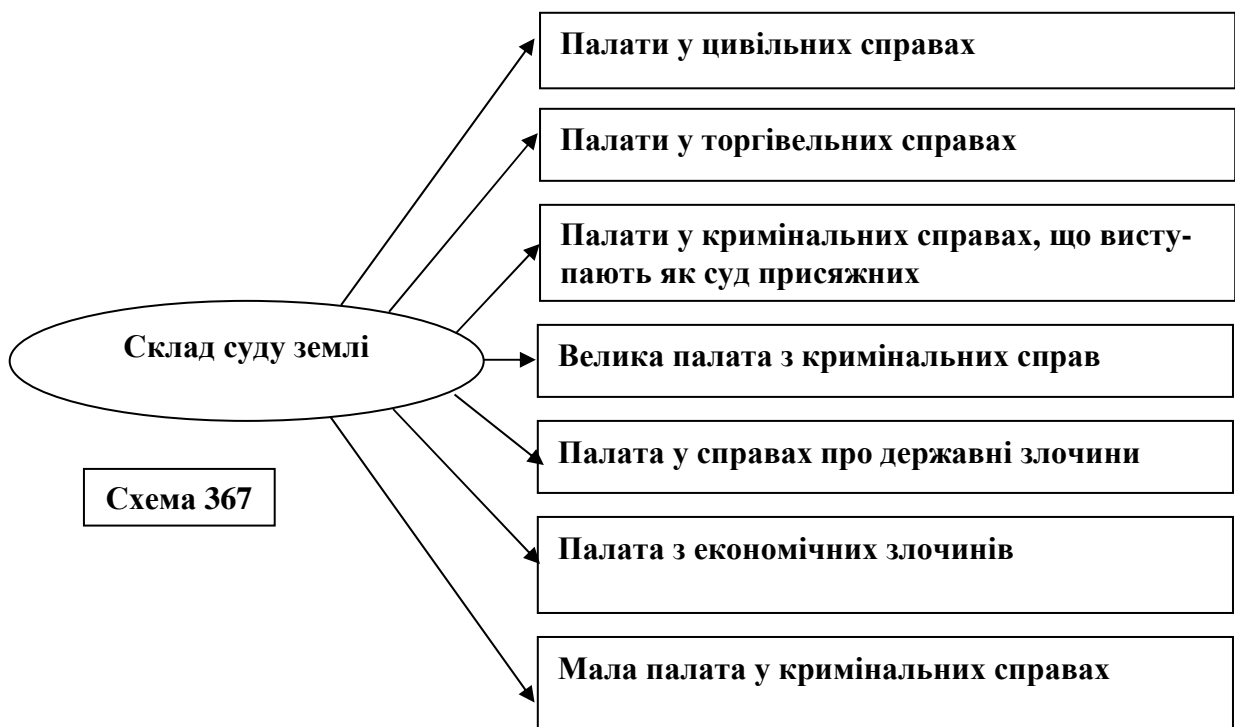 Палати у цивільних справах
Палати у торгівельних справах
Палати у кримінальних справах, що висту-
пають як суд присяжних
Склад суду землі
Велика палата з кримінальних справ
Палата у справах про державні злочини
Схема 367
Палата з економічних злочинів
Мала палата у кримінальних справах